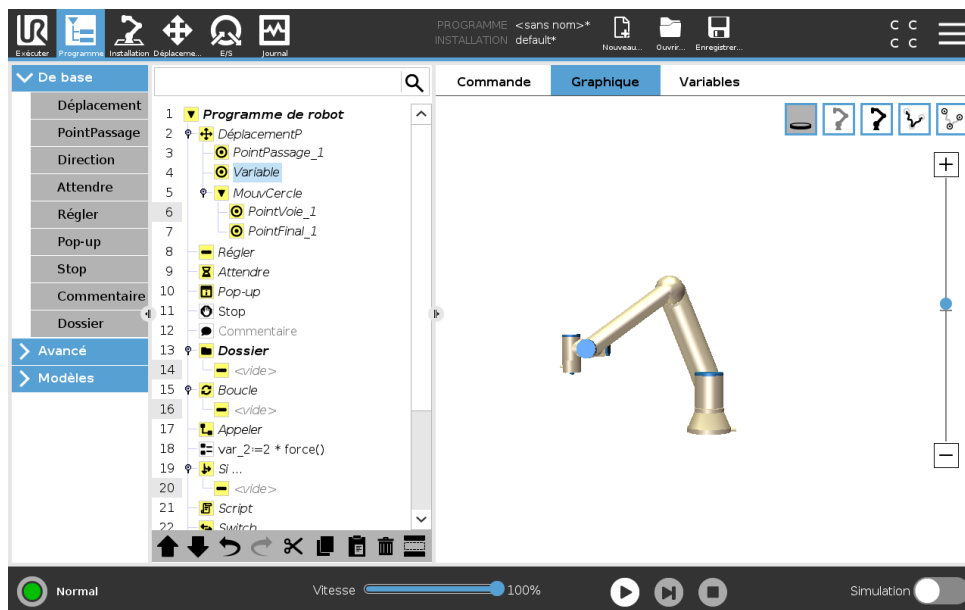 PROGRAMME <sans nom>*
INSTALLATION default*
Exécuter Programme Installation Déplaceme... E/S Journal
Nouveau... Ouvrir... Enregistrer...
C C
C C
De base
Déplacement
PointPassage
Direction
Attendre
Régler
Pop-up
Stop
Commentaire
Dossier
Avancé
Modèles
1 Programme de robot
2 DéplacementP
3 PointPassage_1
4 Variable
5 MouvCercle
6 PointVoie_1
7 PointFinal_1
8 Régler
9 Attendre
10 Pop-up
11 Stop
12 Commentaire
13 Dossier
14 <vide>
15 Boucle
16 <vide>
17 Appeler
18 var_2:=2 * force()
19 Si ...
20 <vide>
21 Script
22 Switch
Commande Graphique Variables
Normal
Vitesse 100%
Simulation